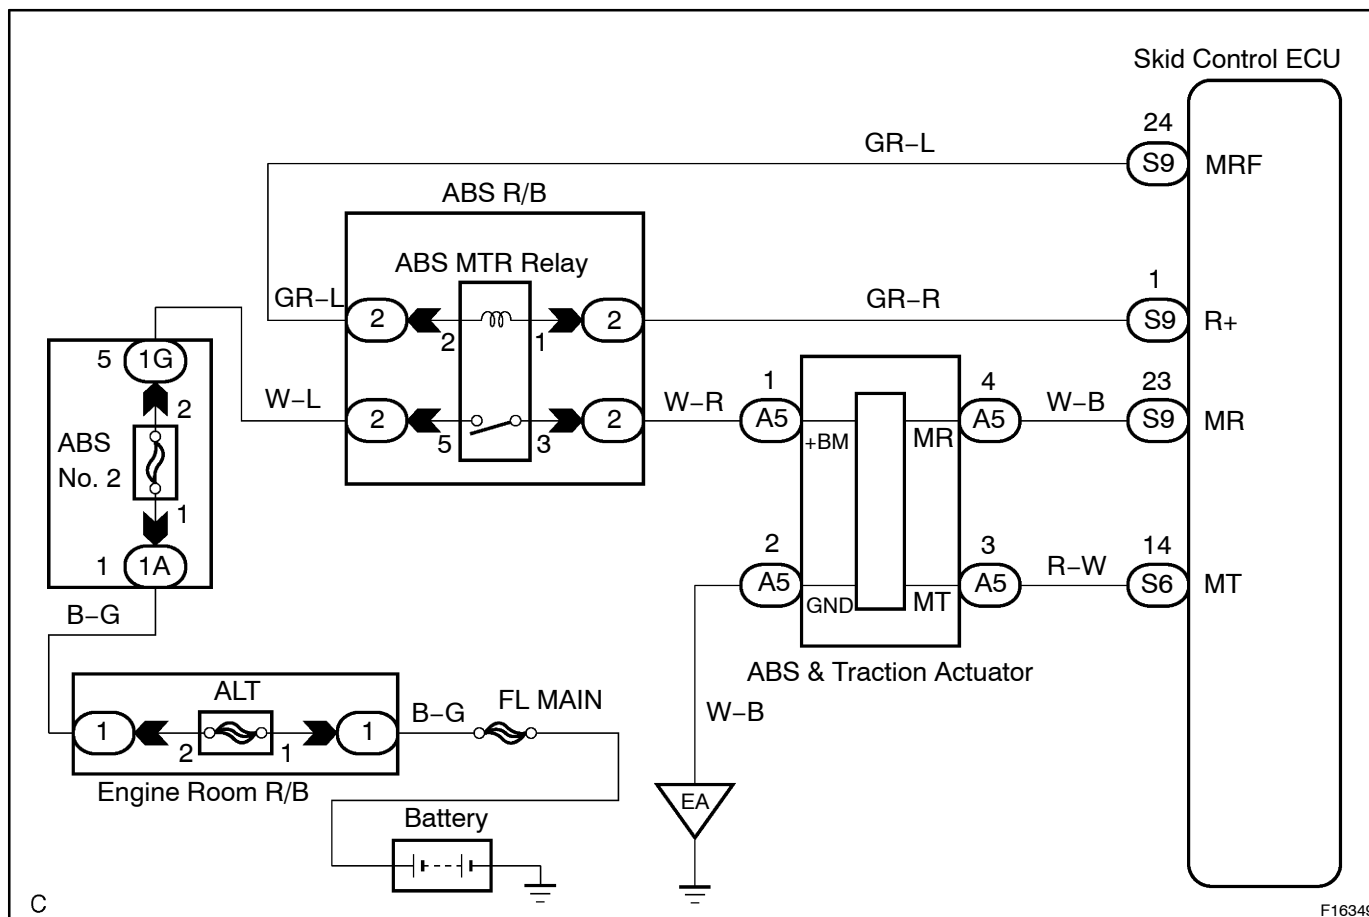 Skid Control ECU
24
GR−L
S9
MRF
ABS R/B
ABS MTR Relay
GR−L
2
2
1
2
GR−R
1
S9
R+
5
1G
2
ABS
No. 2
1
1
1A
W−L
2
5
3
2
W−R
1
A5
+BM
MR
4
A5
W−B
23
S9
MR
2
A5
GND
MT
3
A5
R−W
14
S6
MT
ABS & Traction Actuator
B−G
ALT
1
2
1
1
B−G
FL MAIN
Engine Room R/B
W−B
EA
Battery
C
F16349